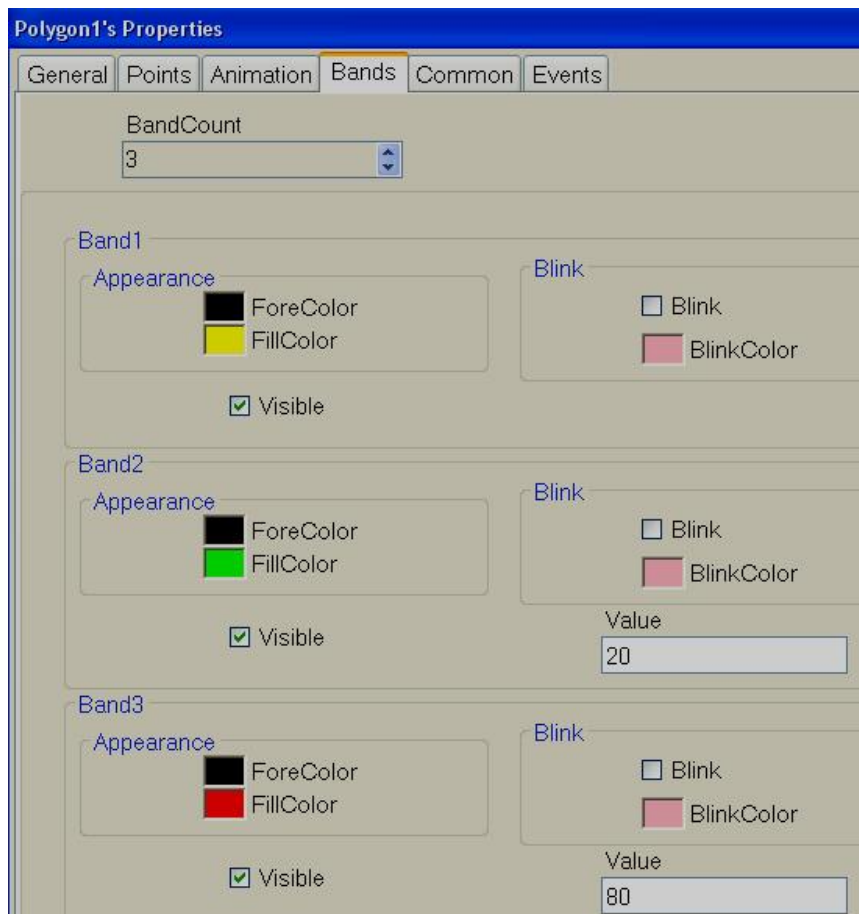 Polygon1's Properties
General Points Animation Bands Common Events
BandCount
3
Band1
Appearance
ForeColor
FillColor
Visible
Blink
Blink
BlinkColor
Band2
Appearance
ForeColor
FillColor
Visible
Blink
Blink
BlinkColor
Value
20
Band3
Appearance
ForeColor
FillColor
Visible
Blink
Blink
BlinkColor
Value
80